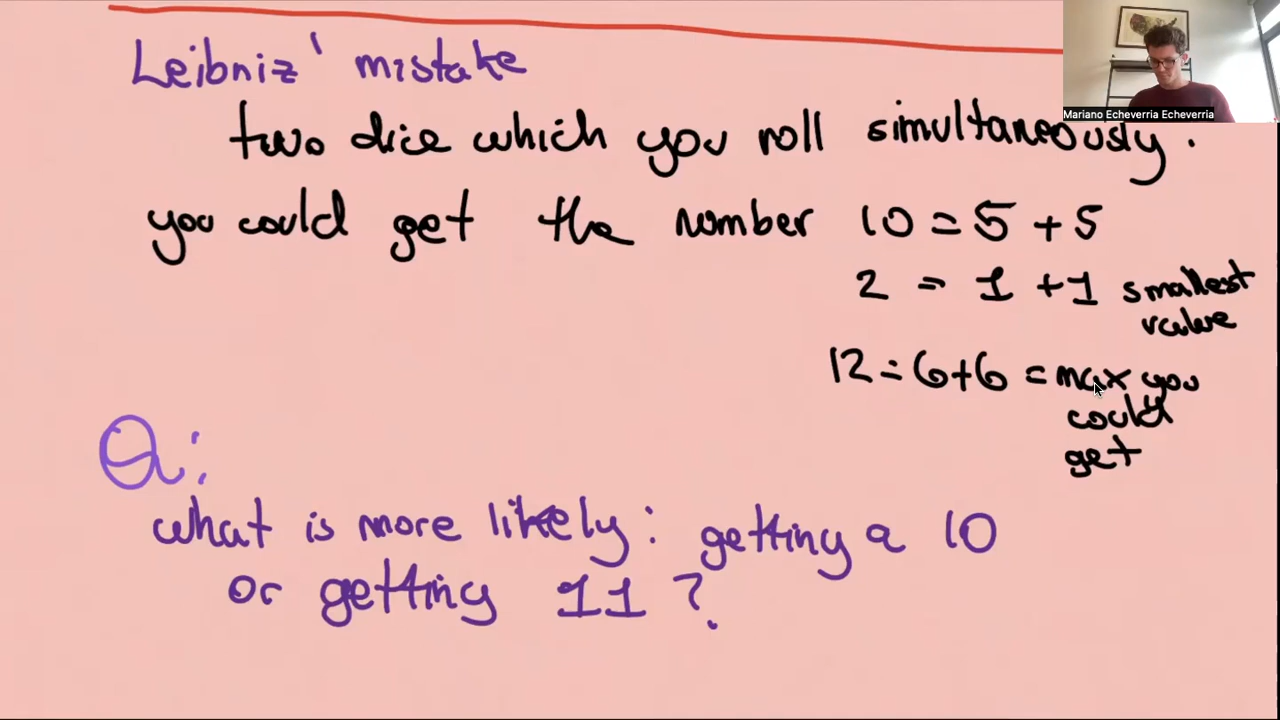 Leibniz' mistake
Mariano Echeverria Echeverria
two dice which you roll simultaneously.
you could get the number 10 = 5 + 5
2 = 1 + 1 smallest
value
12 = 6 + 6 = max you
could
get
Q:
what is more likely: getting a 10
or getting 11?